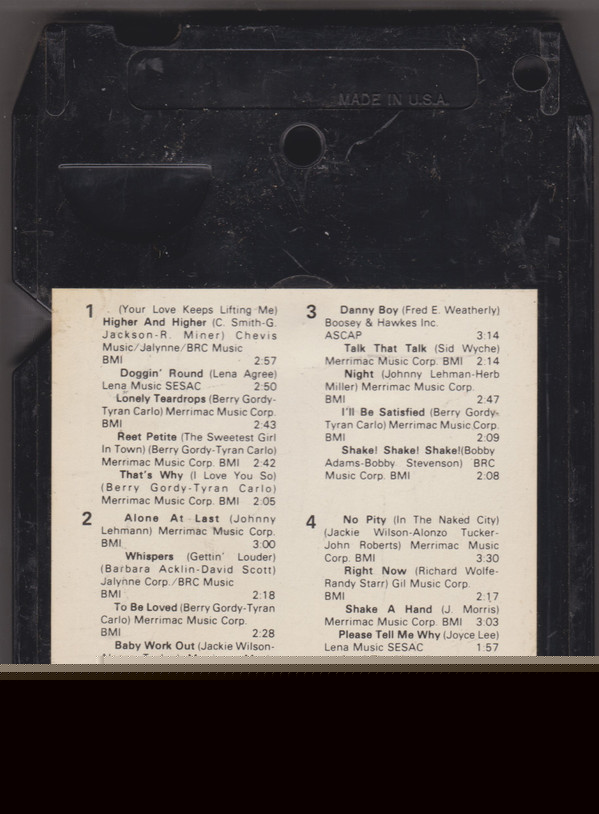 MADE IN U.S.A.
1 (Your Love Keeps Lifting Me)
Higher And Higher (C. Smith-G.
Jackson-R. Miner) Chevis
Music/Jalynne/BRC Music
BMI 2:57
Doggin' Round (Lena Agree)
Lena Music SESAC 2:50
Lonely Teardrops (Berry Gordy-
Tyran Carlo) Merrimac Music Corp.
BMI 2:43
Reet Petite (The Sweetest Girl
In Town) (Berry Gordy-Tyran Carlo)
Merrimac Music Corp. BMI 2:42
That's Why (I Love You So)
(Berry Gordy-Tyran Carlo)
Merrimac Music Corp. BMI 2:05
2 Alone At Last (Johnny
Lehmann) Merrimac Music Corp.
BMI 3:00
Whispers (Gettin' Louder)
(Barbara Acklin-David Scott)
Jalynne Corp./BRC Music
BMI 2:18
To Be Loved (Berry Gordy-Tyran
Carlo) Merrimac Music Corp.
BMI 2:28
Baby Work Out (Jackie Wilson-
3 Danny Boy (Fred E. Weatherly)
Boosey & Hawkes Inc.
ASCAP 3:14
Talk That Talk (Sid Wyche)
Merrimac Music Corp. BMI 2:14
Night (Johnny Lehman-Herb
Miller) Merrimac Music Corp.
BMI 2:47
I'll Be Satisfied (Berry Gordy-
Tyran Carlo) Merrimac Music Corp.
BMI 2:09
Shake! Shake! Shake!(Bobby
Adams-Bobby Stevenson) BRC
Music Corp. BMI 2:08
4 No Pity (In The Naked City)
(Jackie Wilson-Alonzo Tucker-
John Roberts) Merrimac Music
Corp. BMI 3:30
Right Now (Richard Wolfe-
Randy Starr) Gil Music Corp.
BMI 2:17
Shake A Hand (J. Morris)
Merrimac Music Corp. BMI 3:03
Please Tell Me Why (Joyce Lee)
Lena Music SESAC 1:57